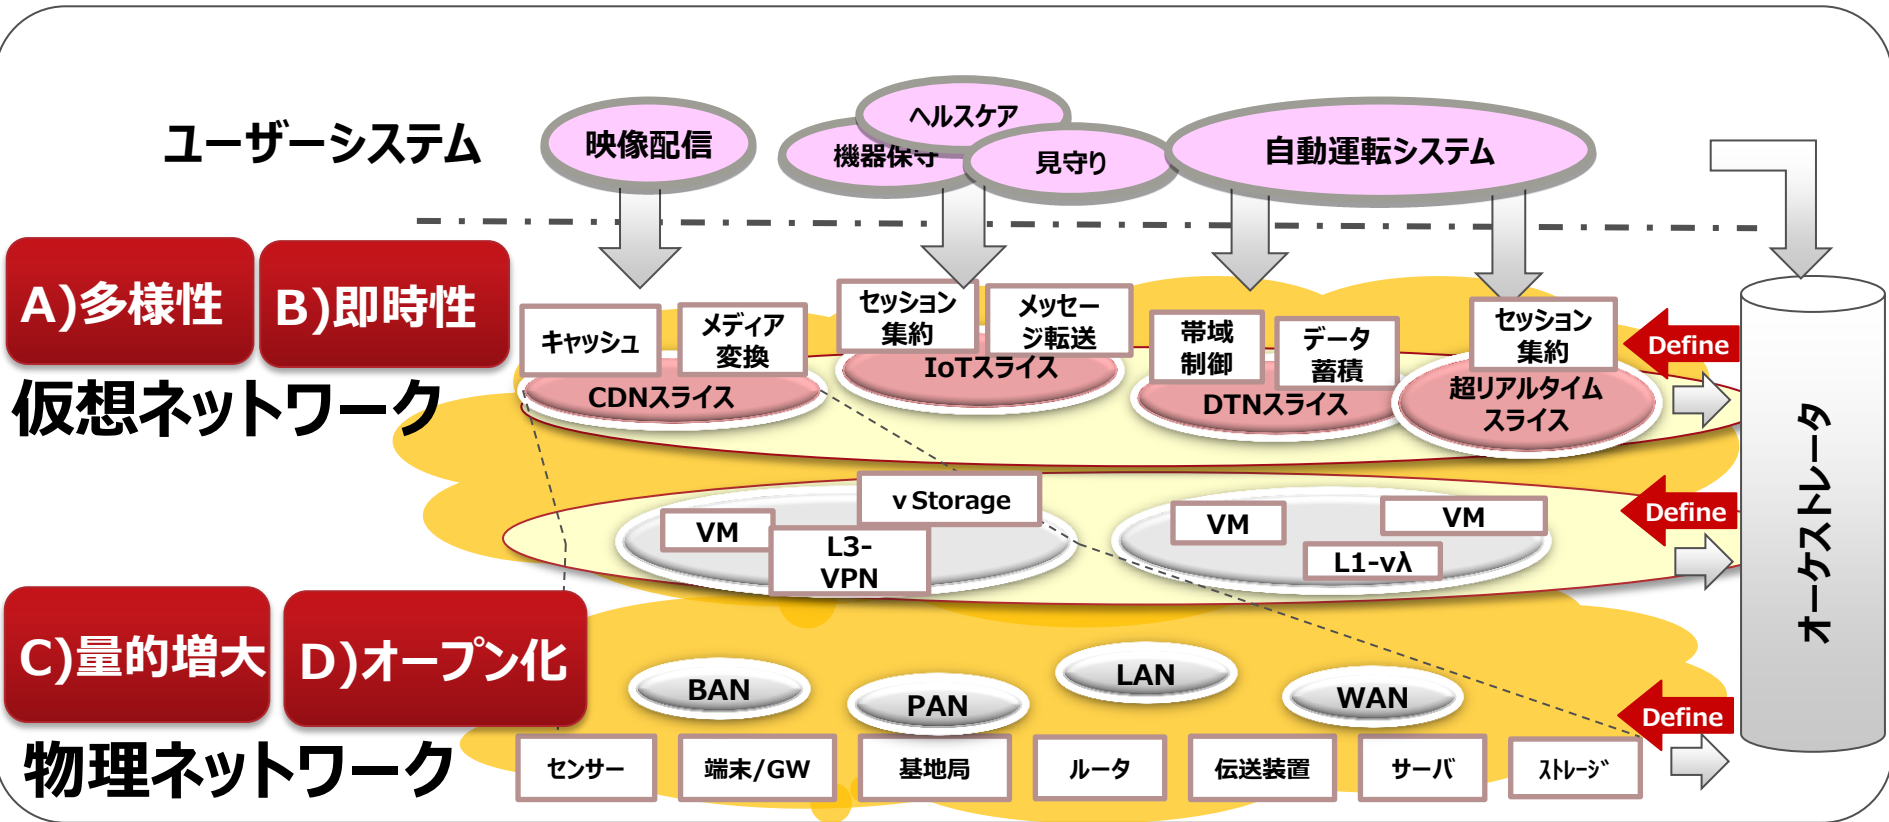 ユーザーシステム
映像配信
ヘルスケア
機器保守
見守り
自動運転システム
A)多様性
B)即時性
仮想ネットワーク
キャッシュ
メディア
変換
CDNスライス
セッション
集約
メッセー
ジ転送
IoTスライス
帯域
制御
データ
蓄積
DTNスライス
セッション
集約
超リアルタイム
スライス
Define
オーケストレータ
VM
v Storage
L3-
VPN
VM
VM
L1-vλ
Define
C)量的増大
D)オープン化
物理ネットワーク
BAN
PAN
LAN
WAN
Define
センサー
端末/GW
基地局
ルータ
伝送装置
サーバ
ｽﾄﾚｰｼﾞ